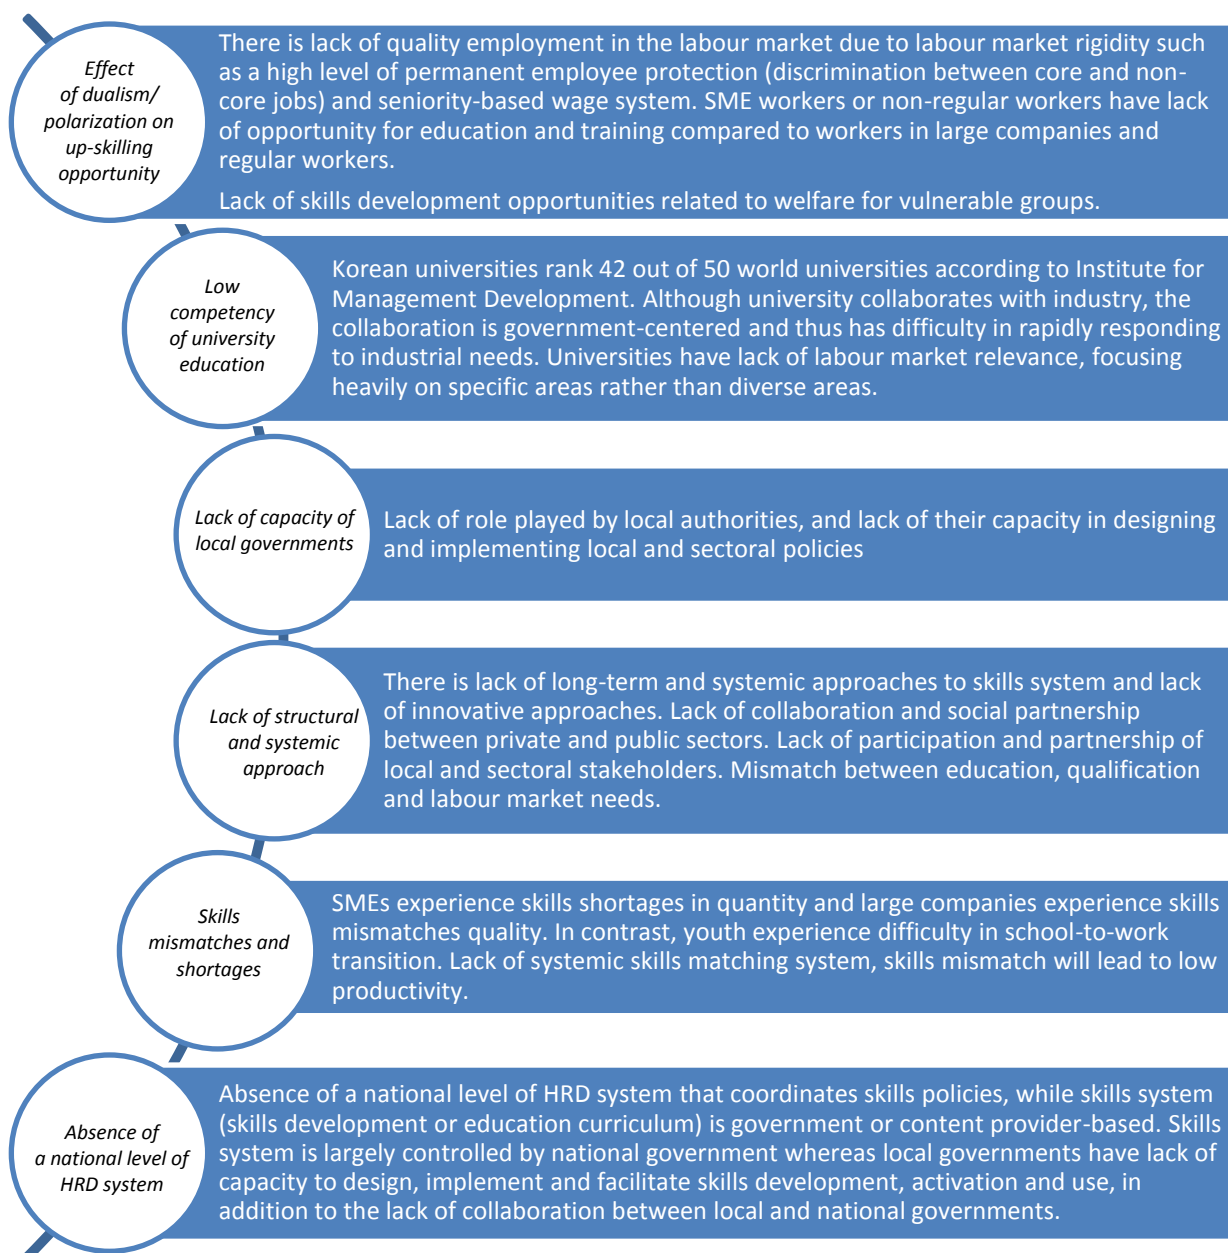 Effect
of dualism/
polarization on
up-skilling
opportunity
There is lack of quality employment in the labour market due to labour market rigidity such
as a high level of permanent employee protection (discrimination between core and non-
core jobs) and seniority-based wage system. SME workers or non-regular workers have lack
of opportunity for education and training compared to workers in large companies and
regular workers.
Lack of skills development opportunities related to welfare for vulnerable groups.
Low
competency
of university
education
Korean universities rank 42 out of 50 world universities according to Institute for
Management Development. Although university collaborates with industry, the
collaboration is government-centered and thus has difficulty in rapidly responding
to industrial needs. Universities have lack of labour market relevance, focusing
heavily on specific areas rather than diverse areas.
Lack of capacity of
local governments
Lack of role played by local authorities, and lack of their capacity in designing
and implementing local and sectoral policies
Lack of structural
and systemic
approach
There is lack of long-term and systemic approaches to skills system and lack
of innovative approaches. Lack of collaboration and social partnership
between private and public sectors. Lack of participation and partnership of
local and sectoral stakeholders. Mismatch between education, qualification
and labour market needs.
Skills
mismatches and
shortages
SMEs experience skills shortages in quantity and large companies experience skills
mismatches quality. In contrast, youth experience difficulty in school-to-work
transition. Lack of systemic skills matching system, skills mismatch will lead to low
productivity.
Absence of
a national level of
HRD system
Absence of a national level of HRD system that coordinates skills policies, while skills system
(skills development or education curriculum) is government or content provider-based. Skills
system is largely controlled by national government whereas local governments have lack of
capacity to design, implement and facilitate skills development, activation and use, in
addition to the lack of collaboration between local and national governments.